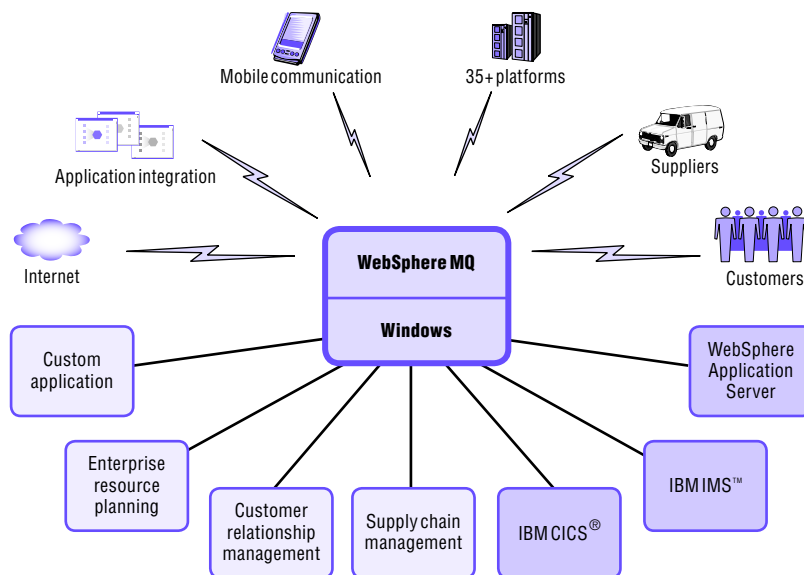 Mobile communication
35+ platforms
Application integration
Suppliers
Internet
WebSphere MQ
Customers
Windows
Custom
application
WebSphere
Application
Server
Enterprise
resource
planning
Customer
relationship
management
Supply chain
management
IBM CICS®
IBM IMS™